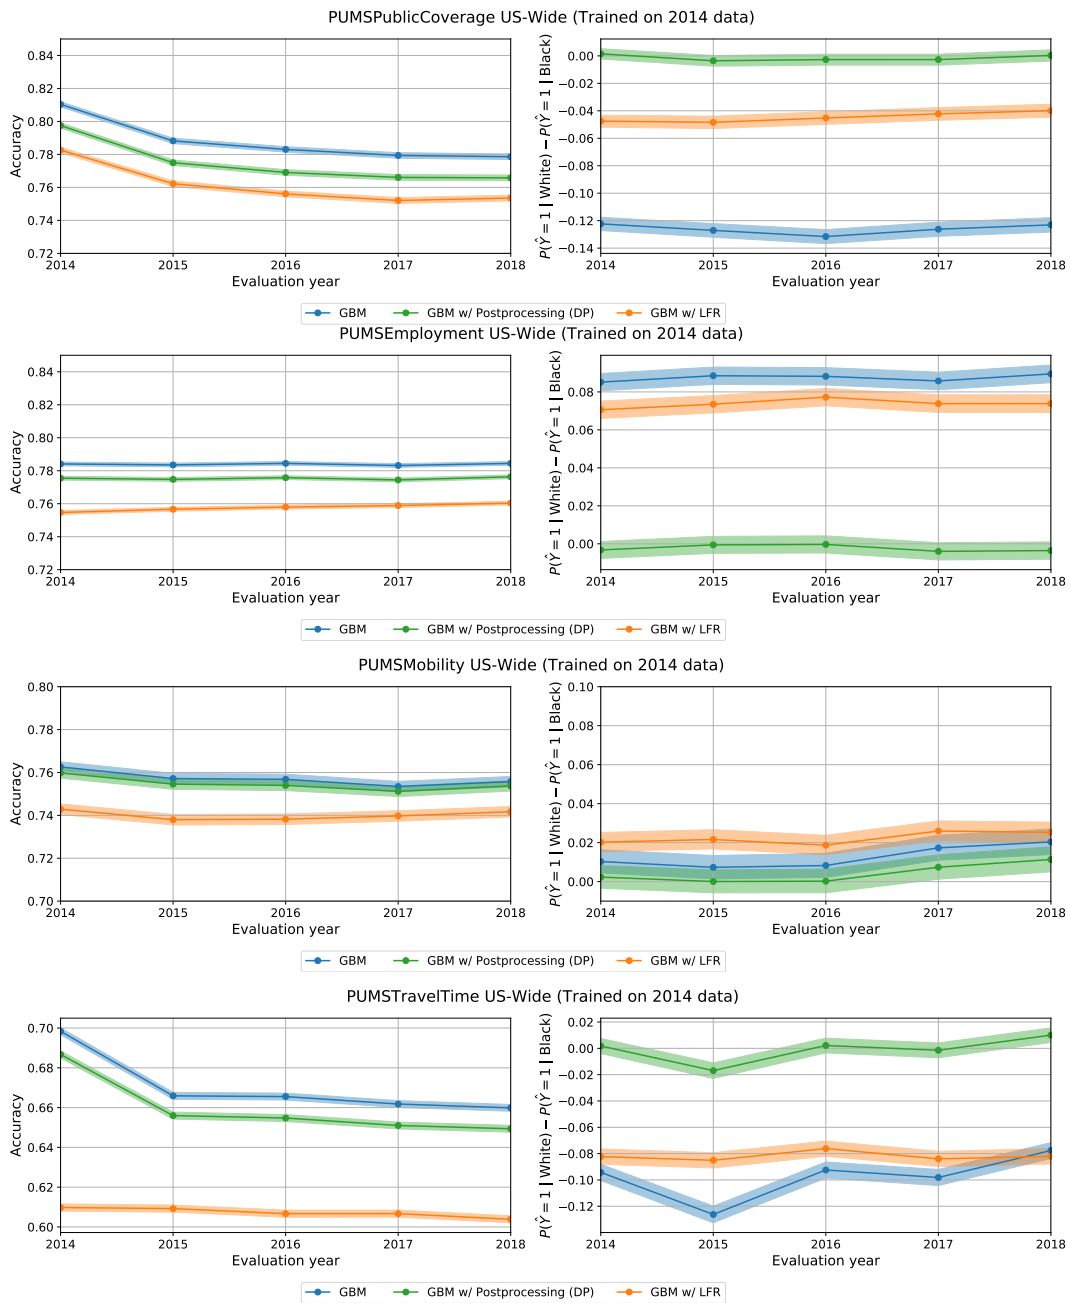 PUMSPublicCoverage US-Wide (Trained on 2014 data)
Accuracy
0.84
0.82
0.80
0.78
0.76
0.74
0.72
2014 2015 2016 2017 2018
Evaluation year
P(Ŷ = 1 | White) − P(Ŷ = 1 | Black)
0.00
−0.02
−0.04
−0.06
−0.08
−0.10
−0.12
−0.14
2014 2015 2016 2017 2018
Evaluation year
GBM GBM w/ Postprocessing (DP) GBM w/ LFR
PUMSEmployment US-Wide (Trained on 2014 data)
Accuracy
0.84
0.82
0.80
0.78
0.76
0.74
0.72
2014 2015 2016 2017 2018
Evaluation year
P(Ŷ = 1 | White) − P(Ŷ = 1 | Black)
0.08
0.06
0.04
0.02
0.00
2014 2015 2016 2017 2018
Evaluation year
GBM GBM w/ Postprocessing (DP) GBM w/ LFR
PUMSMobility US-Wide (Trained on 2014 data)
Accuracy
0.80
0.78
0.76
0.74
0.72
0.70
2014 2015 2016 2017 2018
Evaluation year
P(Ŷ = 1 | White) − P(Ŷ = 1 | Black)
0.10
0.08
0.06
0.04
0.02
0.00
2014 2015 2016 2017 2018
Evaluation year
GBM GBM w/ Postprocessing (DP) GBM w/ LFR
PUMSTravelTime US-Wide (Trained on 2014 data)
Accuracy
0.70
0.68
0.66
0.64
0.62
0.60
2014 2015 2016 2017 2018
Evaluation year
P(Ŷ = 1 | White) − P(Ŷ = 1 | Black)
0.02
0.00
−0.02
−0.04
−0.06
−0.08
−0.10
−0.12
2014 2015 2016 2017 2018
Evaluation year
GBM GBM w/ Postprocessing (DP) GBM w/ LFR